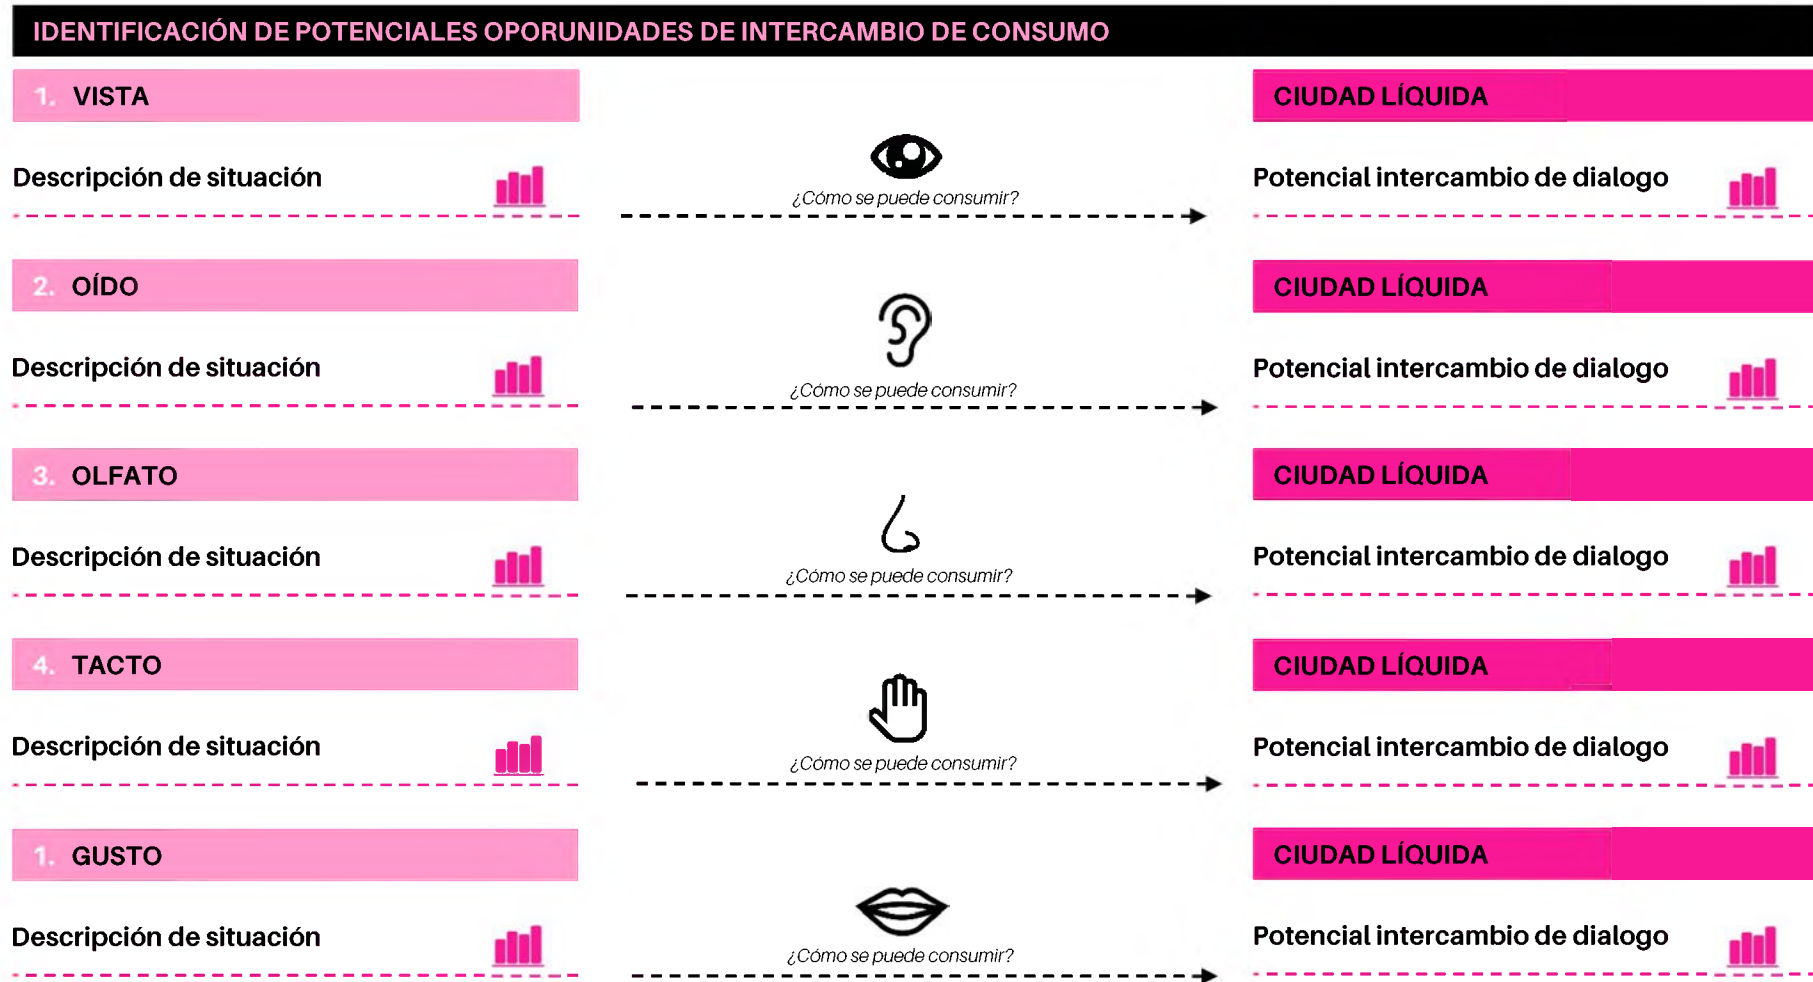 IDENTIFICACIÓN DE POTENCIALES OPORUNIDADES DE INTERCAMBIO DE CONSUMO
1. VISTA
CIUDAD LÍQUIDA
Descripción de situación
¿Cómo se puede consumir?
Potencial intercambio de dialogo
2. OÍDO
CIUDAD LÍQUIDA
Descripción de situación
¿Cómo se puede consumir?
Potencial intercambio de dialogo
3. OLFATO
CIUDAD LÍQUIDA
Descripción de situación
¿Cómo se puede consumir?
Potencial intercambio de dialogo
4. TACTO
CIUDAD LÍQUIDA
Descripción de situación
¿Cómo se puede consumir?
Potencial intercambio de dialogo
1. GUSTO
CIUDAD LÍQUIDA
Descripción de situación
¿Cómo se puede consumir?
Potencial intercambio de dialogo